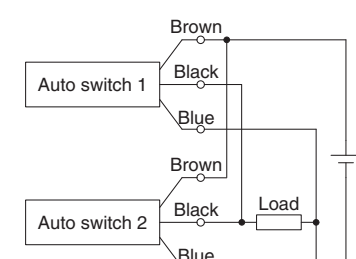 Brown
Auto switch 1
Black
Blue
Brown
Auto switch 2
Black
Load
Blue